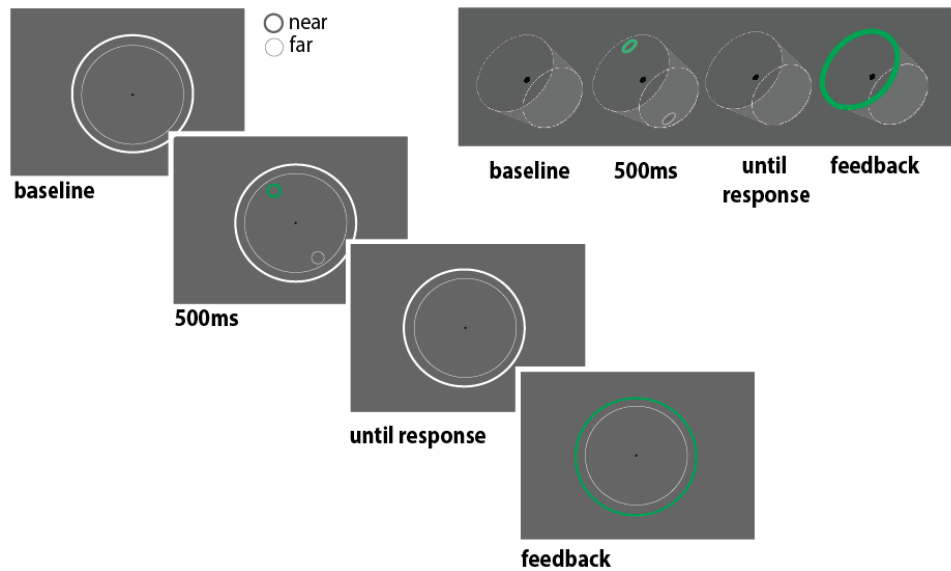 near
far
baseline
500ms
until response
feedback
baseline
500ms
until
response
feedback